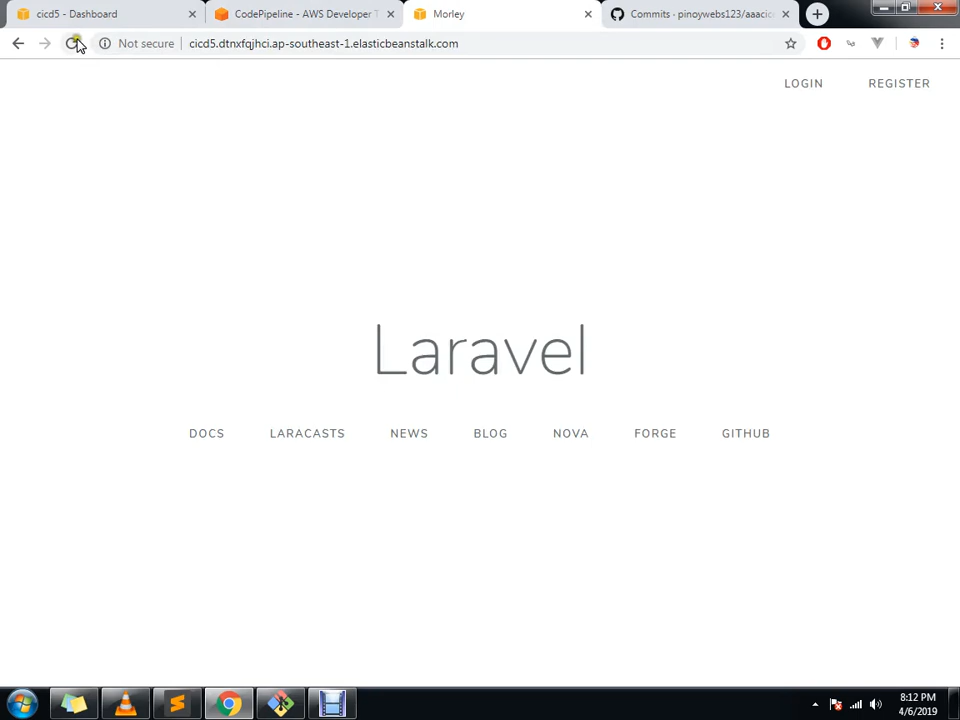 cicd5 - Dashboard
CodePipeline - AWS Developer T
Morley
Commits · pinoywebs123/aaacic
Not secure
cicd5.dtnxfqjhci.ap-southeast-1.elasticbeanstalk.com
LOGIN
REGISTER
Laravel
DOCS LARACASTS NEWS BLOG NOVA FORGE GITHUB
8:12 PM
4/6/2019